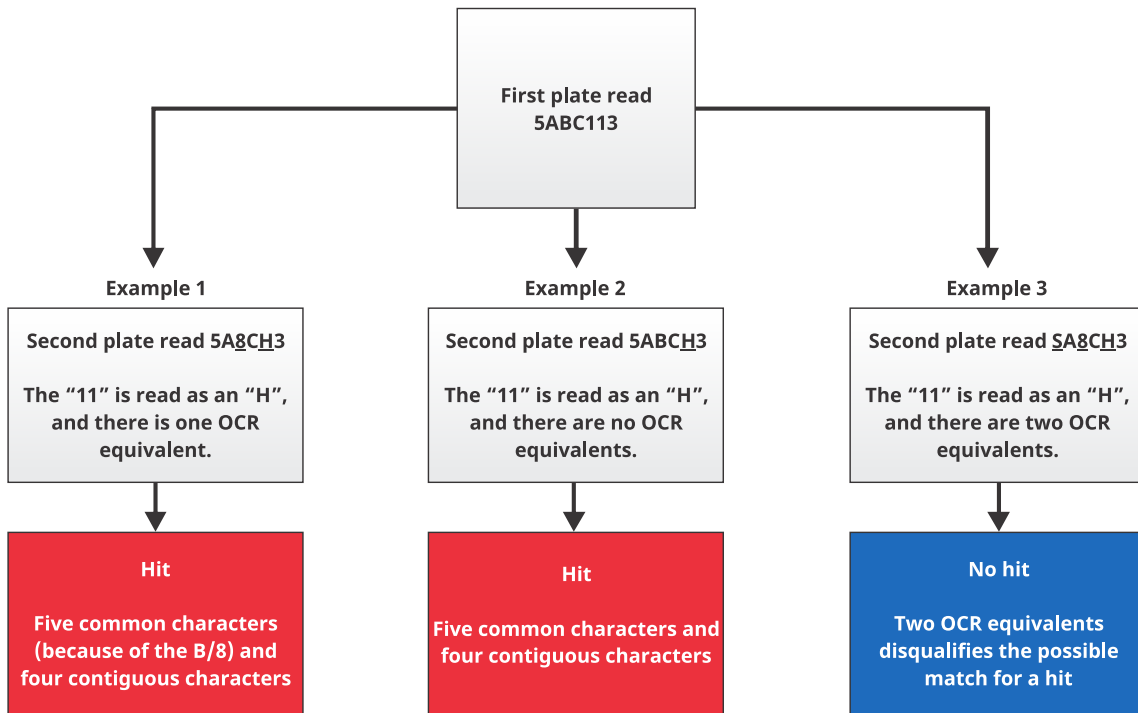 First plate read
5ABC113
Example 1
Second plate read 5A8CH3
The “11” is read as an “H”,
and there is one OCR
equivalent.
Hit
Five common characters
(because of the B/8) and
four contiguous characters
Example 2
Second plate read 5ABCH3
The “11” is read as an “H”,
and there are no OCR
equivalents.
Hit
Five common characters and
four contiguous characters
Example 3
Second plate read SA8CH3
The “11” is read as an “H”,
and there are two OCR
equivalents.
No hit
Two OCR equivalents
disqualifies the possible
match for a hit